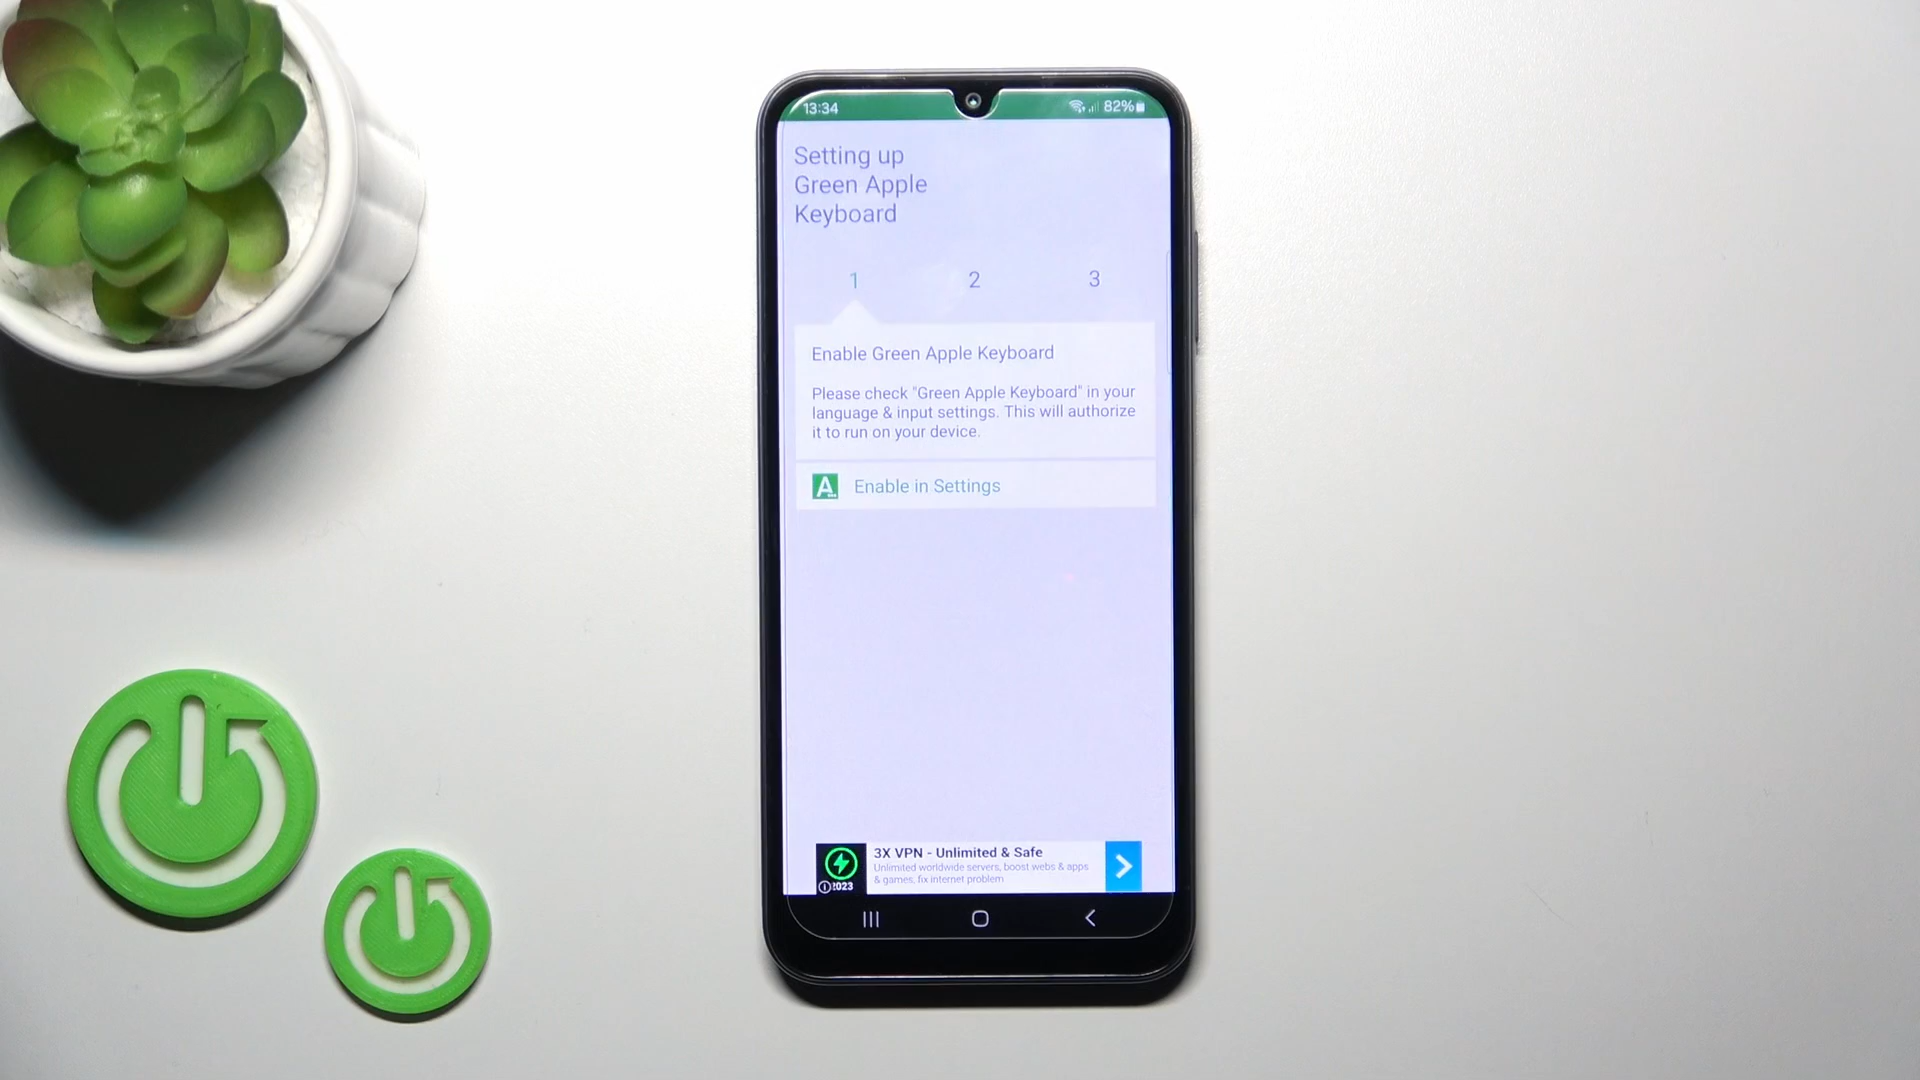 13:34
82%
Setting up
Green Apple
Keyboard
1 2 3
Enable Green Apple Keyboard
Please check "Green Apple Keyboard" in your
language & input settings. This will authorize
it to run on your device.
A Enable in Settings
3X VPN - Unlimited & Safe
Unlimited worldwide servers, boost webs & apps
& games, fix internet problem
2023